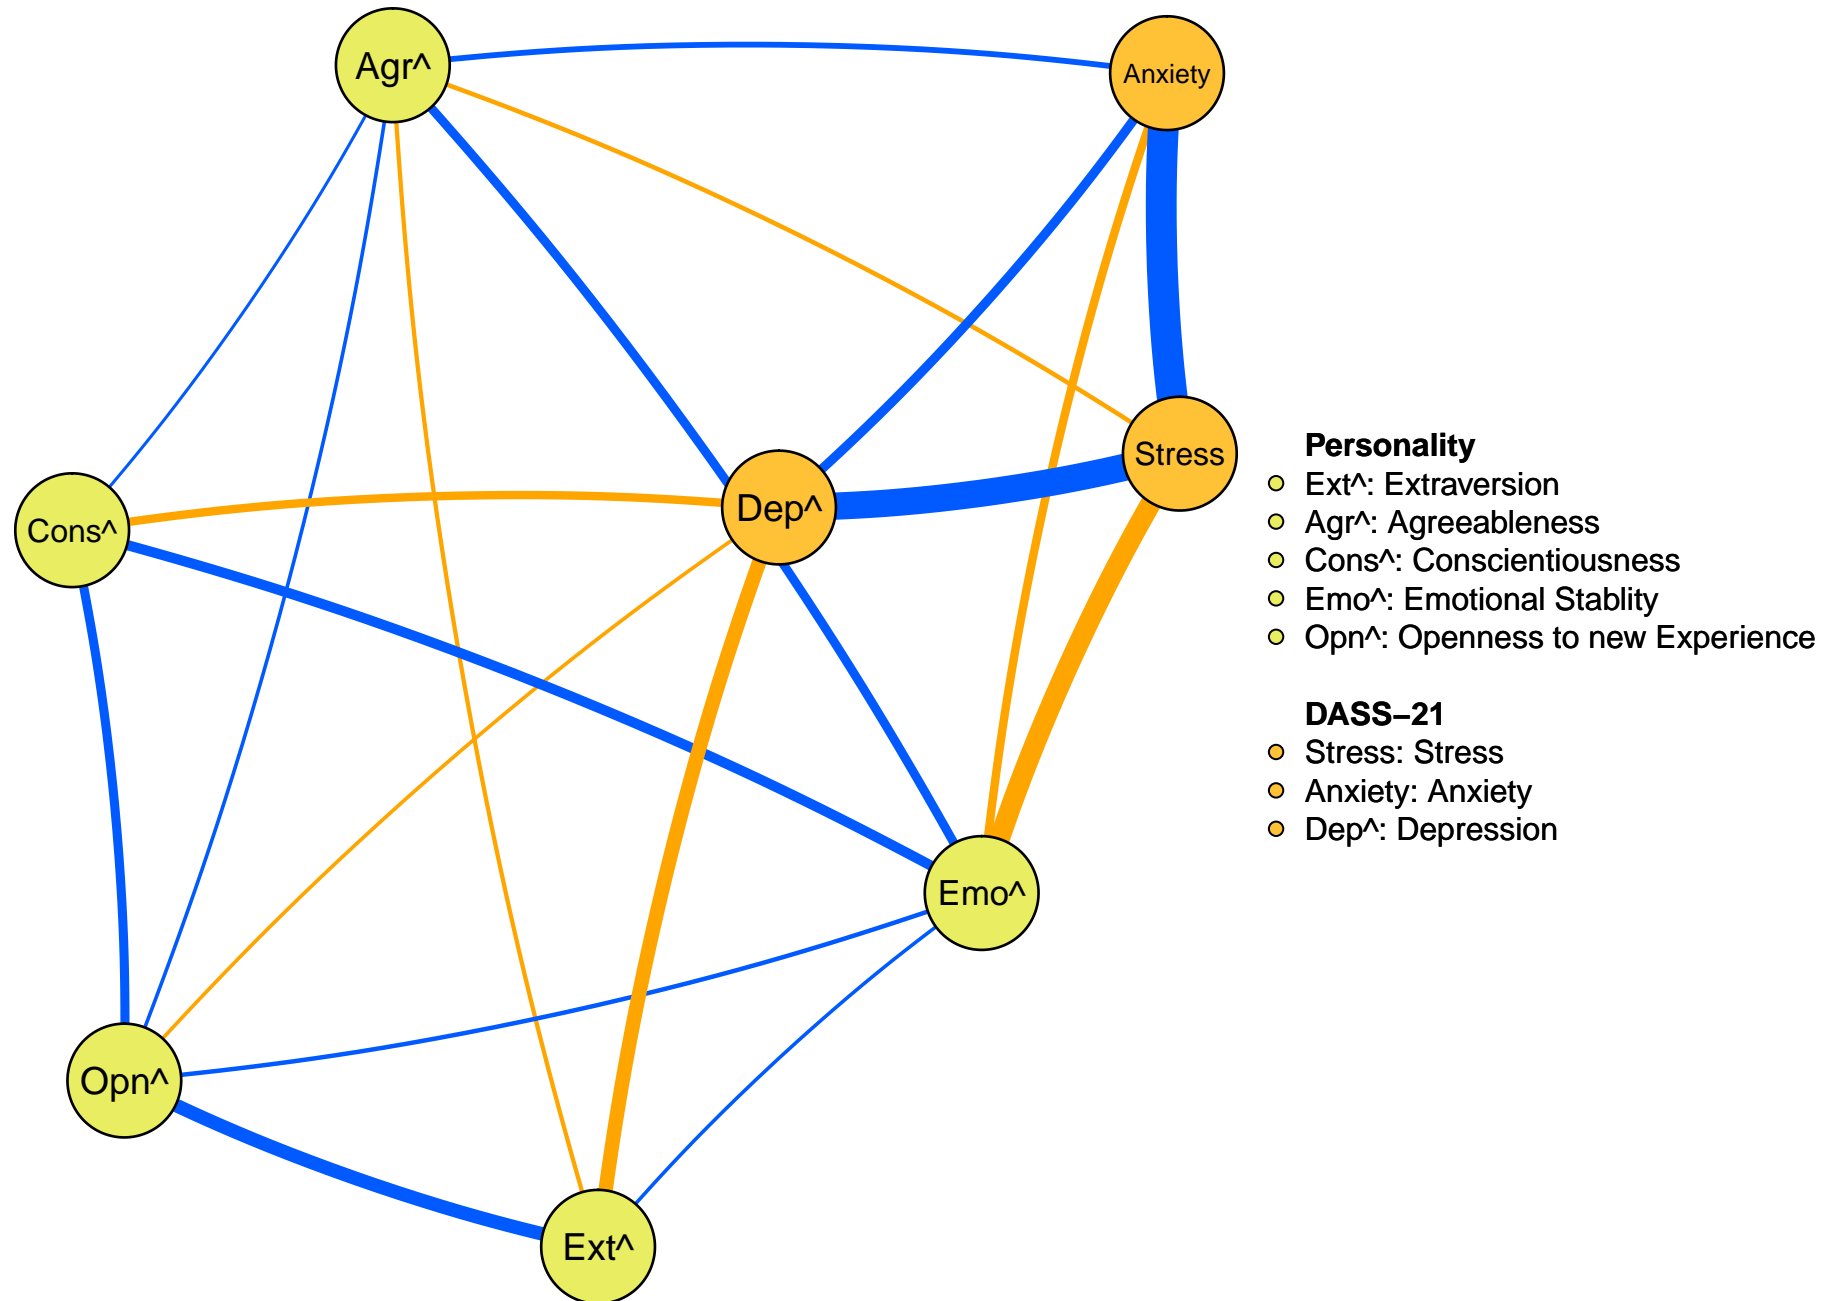 Agr^
Anxiety
Stress
Dep^
Cons^
Emo^
Opn^
Ext^
Personality
Ext^: Extraversion
Agr^: Agreeableness
Cons^: Conscientiousness
Emo^: Emotional Stablity
Opn^: Openness to new Experience
DASS−21
Stress: Stress
Anxiety: Anxiety
Dep^: Depression